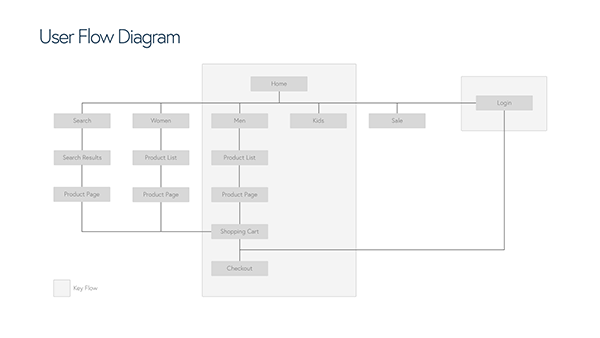 User Flow Diagram
Home
Login
Search
Women
Men
Kids
Sale
Search Results
Product List
Product List
Product Page
Product Page
Product Page
Shopping Cart
Checkout
Key Flow